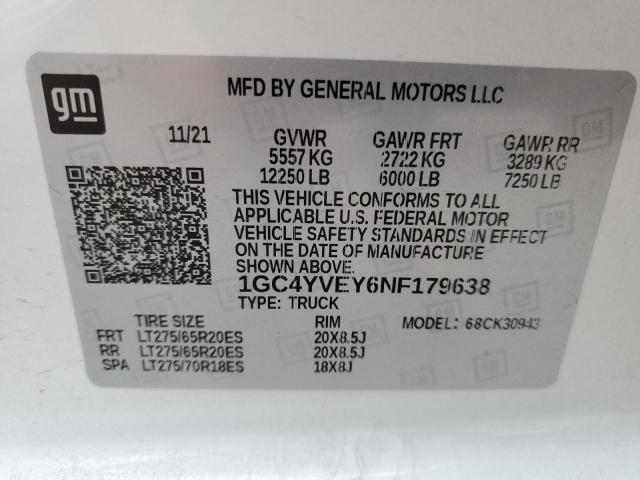 gm
MFD BY GENERAL MOTORS LLC
11/21 GVWR GAWR FRT GAWR RR
5557 KG 2722 KG 3289 KG
12250 LB 6000 LB 7250 LB
THIS VEHICLE CONFORMS TO ALL
APPLICABLE U.S. FEDERAL MOTOR
VEHICLE SAFETY STANDARDS IN EFFECT
ON THE DATE OF MANUFACTURE
SHOWN ABOVE.
1GC4YVEY6NF179638
TYPE: TRUCK
TIRE SIZE RIM MODEL: 68CK30943
FRT LT275/65R20ES 20X8.5J
RR LT275/65R20ES 20X8.5J
SPA LT275/70R18ES 18X8J